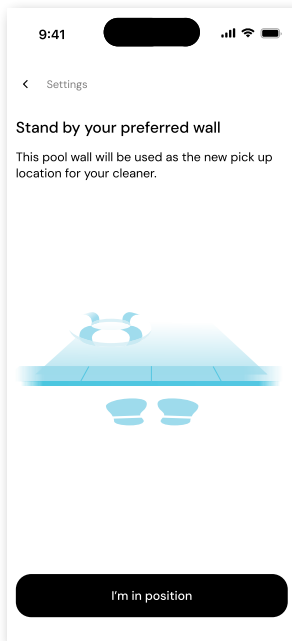 9:41
Settings
Stand by your preferred wall
This pool wall will be used as the new pick up
location for your cleaner.
I'm in position